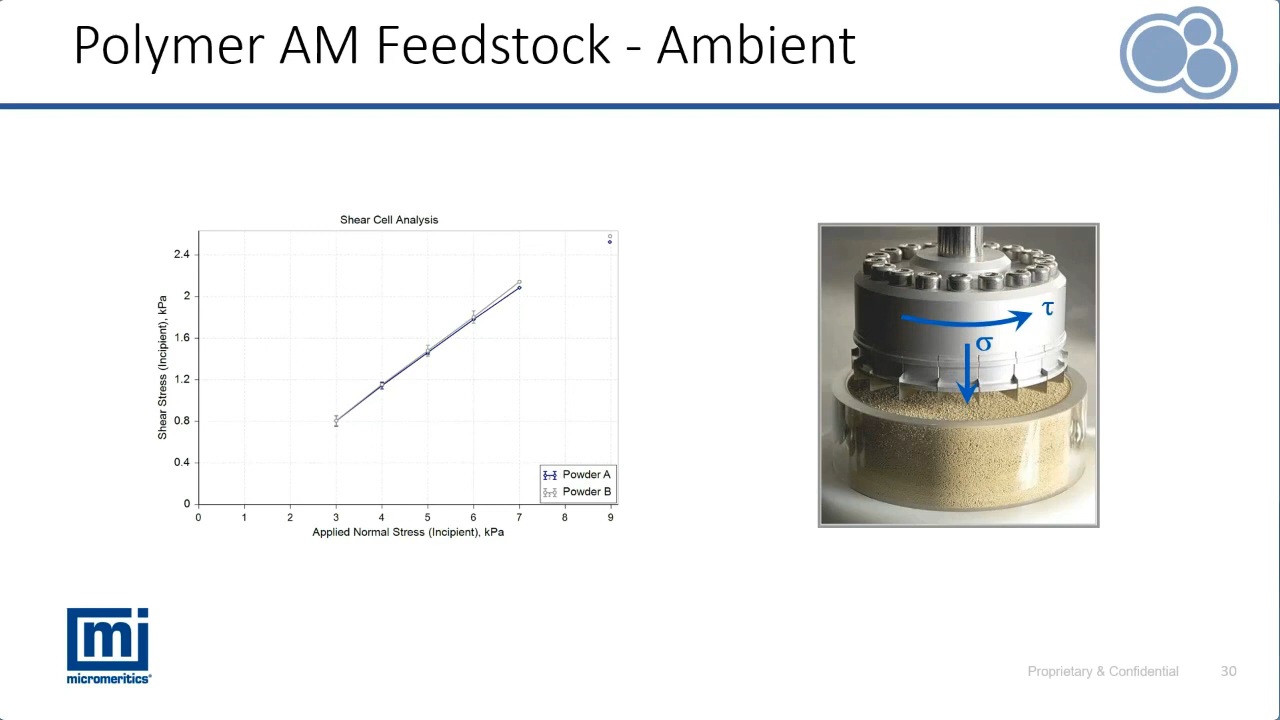 Polymer AM Feedstock - Ambient
Shear Cell Analysis
Shear Stress (Incipient), kPa
2.4
2
1.6
1.2
0.8
0.4
0
0 1 2 3 4 5 6 7 8 9
Applied Normal Stress (Incipient), kPa
Powder A
Powder B
τ
σ
mi
micromeritics®
Proprietary & Confidential 30